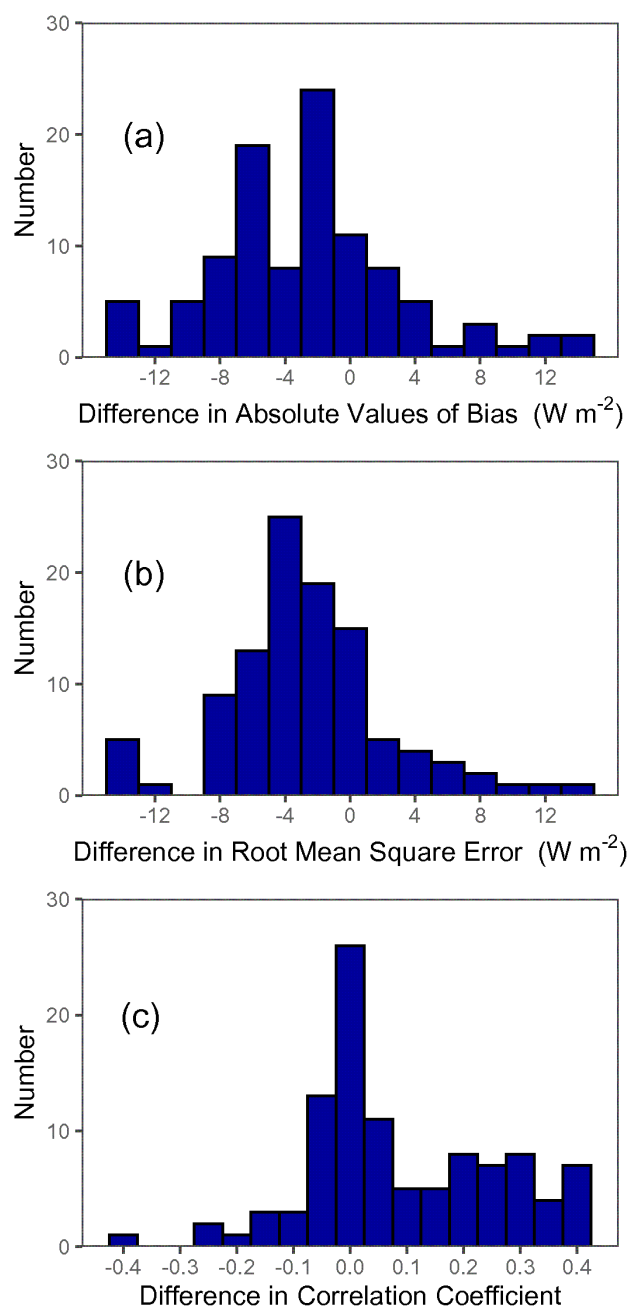 30
20
10
0
Number
(a)
-12 -8 -4 0 4 8 12
Difference in Absolute Values of Bias (W m⁻²)
30
20
10
0
Number
(b)
-12 -8 -4 0 4 8 12
Difference in Root Mean Square Error (W m⁻²)
30
20
10
0
Number
(c)
-0.4 -0.3 -0.2 -0.1 0.0 0.1 0.2 0.3 0.4
Difference in Correlation Coefficient